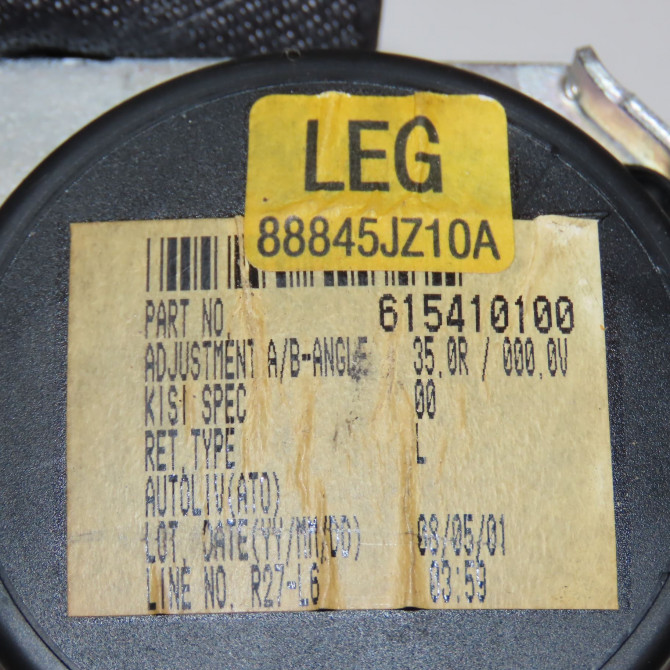 LEG
88845JZ10A
PART NO. 615410100
ADJUSTMENT A/B-ANGLE 35.0R / 000.0V
KISI SPEC 00
RET.TYPE L
AUTOLIV(ATO)
LOT. DATE(YY/MM/DD) 08/05/01
LINE NO. R27-L6 03:59